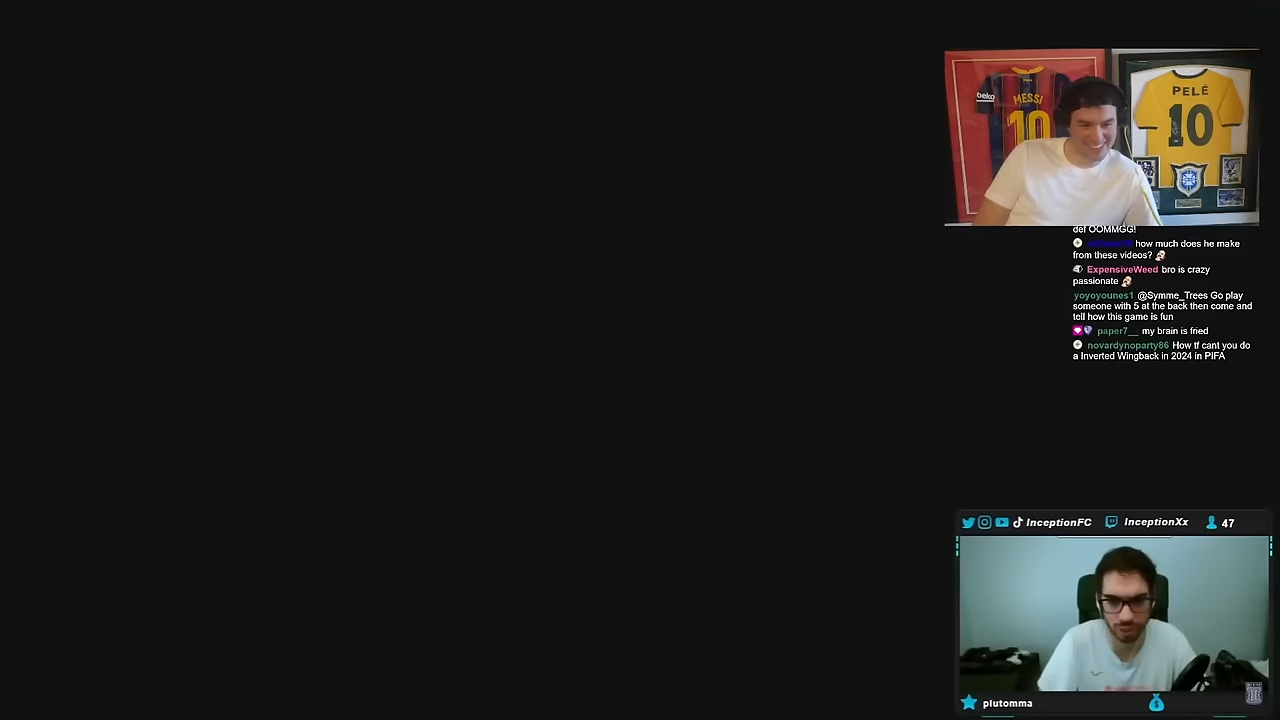 beko
MESSI
10
PELÉ
10
def OOMMGG!
how much does he make
from these videos?
ExpensiveWeed bro is crazy
passionate
yoyoyounes1 @Symme_Trees Go play
someone with 5 at the back then come and
tell how this game is fun
paper7__ my brain is fried
novardynoparty86 How tf cant you do
a Inverted Wingback in 2024 in PIFA
InceptionFC InceptionXx 47
plutomma